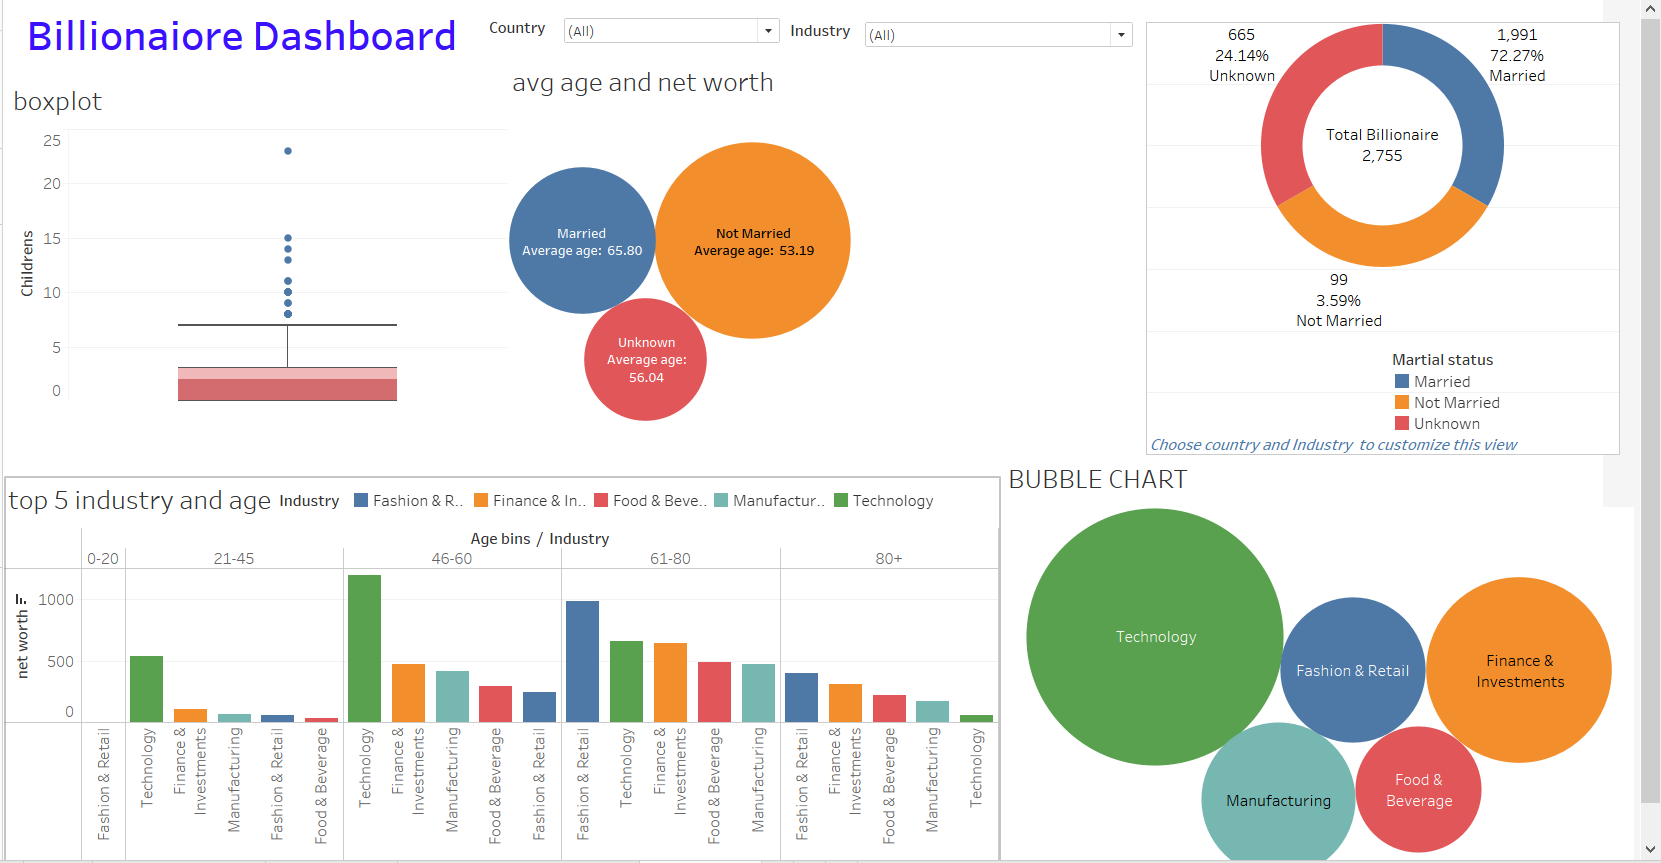 Billionaiore Dashboard
Country
(All)
Industry
(All)
boxplot
25
20
15
10
5
0
Childrens
avg age and net worth
Married
Average age: 65.80
Not Married
Average age: 53.19
Unknown
Average age:
56.04
665
24.14%
Unknown
1,991
72.27%
Married
Total Billionaire
2,755
99
3.59%
Not Married
Martial status
Married
Not Married
Unknown
Choose country and Industry to customize this view
top 5 industry and age
Industry
Fashion & R..
Finance & In..
Food & Beve..
Manufactur..
Technology
Age bins / Industry
0-20
21-45
46-60
61-80
80+
net worth
1000
500
0
Fashion & Retail
Technology
Finance &
Investments
Manufacturing
Fashion & Retail
Food & Beverage
Technology
Finance &
Investments
Manufacturing
Food & Beverage
Fashion & Retail
Fashion & Retail
Technology
Finance &
Investments
Food & Beverage
Manufacturing
Fashion & Retail
Finance &
Investments
Food & Beverage
Manufacturing
Technology
BUBBLE CHART
Technology
Fashion & Retail
Finance &
Investments
Manufacturing
Food &
Beverage